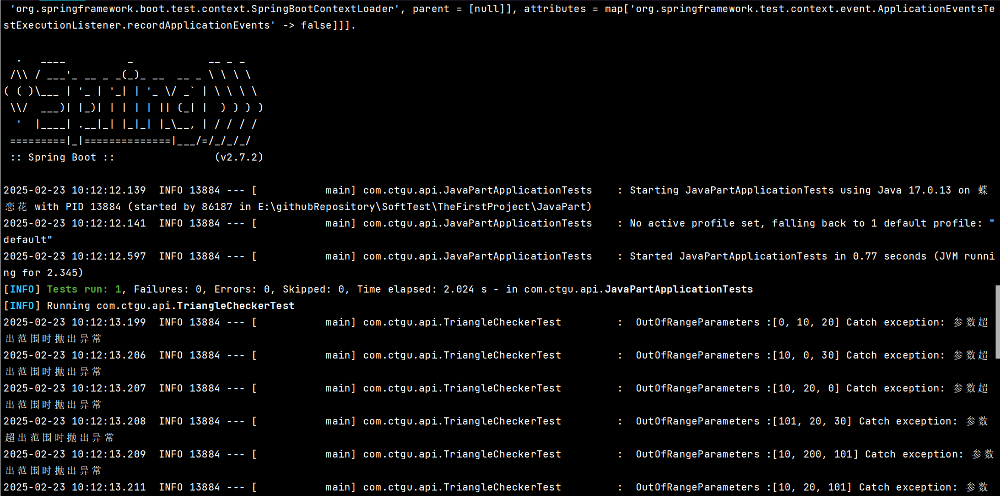 'org.springframework.boot.test.context.SpringBootContextLoader', parent = [null]], attributes = map['org.springframework.test.context.event.ApplicationEventsTe
stExecutionListener.recordApplicationEvents' -> false]]].
  .   ____          _            __ _ _
 /\\ / ___'_ __ _ _(_)_ __  __ _ \ \ \ \
( ( )\___ | '_ | '_| | '_ \/ _` | \ \ \ \
 \\/  ___)| |_)| | | | | || (_| |  ) ) ) )
  '  |____| .__|_| |_|_| |_\__, | / / / /
 =========|_|==============|___/=/_/_/_/
 :: Spring Boot ::                (v2.7.2)
2025-02-23 10:12:12.139  INFO 13884 --- [           main] com.ctgu.api.JavaPartApplicationTests    : Starting JavaPartApplicationTests using Java 17.0.13 on 蝶
恋花 with PID 13884 (started by 86187 in E:\githubRepository\SoftTest\TheFirstProject\JavaPart)
2025-02-23 10:12:12.141  INFO 13884 --- [           main] com.ctgu.api.JavaPartApplicationTests    : No active profile set, falling back to 1 default profile: "
default"
2025-02-23 10:12:12.597  INFO 13884 --- [           main] com.ctgu.api.JavaPartApplicationTests    : Started JavaPartApplicationTests in 0.77 seconds (JVM runni
ng for 2.345)
[INFO] Tests run: 1, Failures: 0, Errors: 0, Skipped: 0, Time elapsed: 2.024 s - in com.ctgu.api.JavaPartApplicationTests
[INFO] Running com.ctgu.api.TriangleCheckerTest
2025-02-23 10:12:13.199  INFO 13884 --- [           main] com.ctgu.api.TriangleCheckerTest         :  OutOfRangeParameters :[0, 10, 20] Catch exception: 参数超
出范围时抛出异常
2025-02-23 10:12:13.206  INFO 13884 --- [           main] com.ctgu.api.TriangleCheckerTest         :  OutOfRangeParameters :[10, 0, 30] Catch exception: 参数超
出范围时抛出异常
2025-02-23 10:12:13.207  INFO 13884 --- [           main] com.ctgu.api.TriangleCheckerTest         :  OutOfRangeParameters :[10, 20, 0] Catch exception: 参数超
出范围时抛出异常
2025-02-23 10:12:13.208  INFO 13884 --- [           main] com.ctgu.api.TriangleCheckerTest         :  OutOfRangeParameters :[101, 20, 30] Catch exception: 参数
超出范围时抛出异常
2025-02-23 10:12:13.209  INFO 13884 --- [           main] com.ctgu.api.TriangleCheckerTest         :  OutOfRangeParameters :[10, 200, 101] Catch exception: 参数
出范围时抛出异常
2025-02-23 10:12:13.211  INFO 13884 --- [           main] com.ctgu.api.TriangleCheckerTest         :  OutOfRangeParameters :[10, 20, 101] Catch exception: 参数